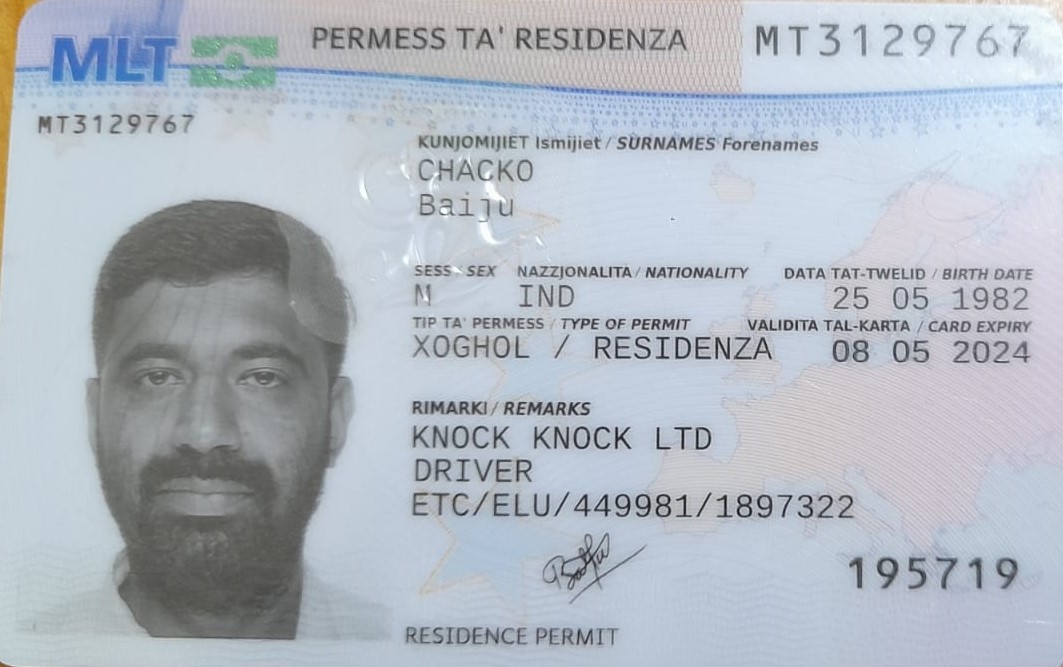 MLT PERMESS TA' RESIDENZA MT3129767
MT3129767
KUNJOMIJIET Ismijiet / SURNAMES Forenames
CHACKO
Baiju
SESS - SEX NAZZJONALITÀ / NATIONALITY DATA TAT-TWELID / BIRTH DATE
M IND 25 05 1982
TIP TA' PERMESS / TYPE OF PERMIT VALIDITA TAL-KARTA / CARD EXPIRY
XOGHOL / RESIDENZA 08 05 2024
RIMARKI / REMARKS
KNOCK KNOCK LTD
DRIVER
ETC/ELU/449981/1897322
195719
RESIDENCE PERMIT